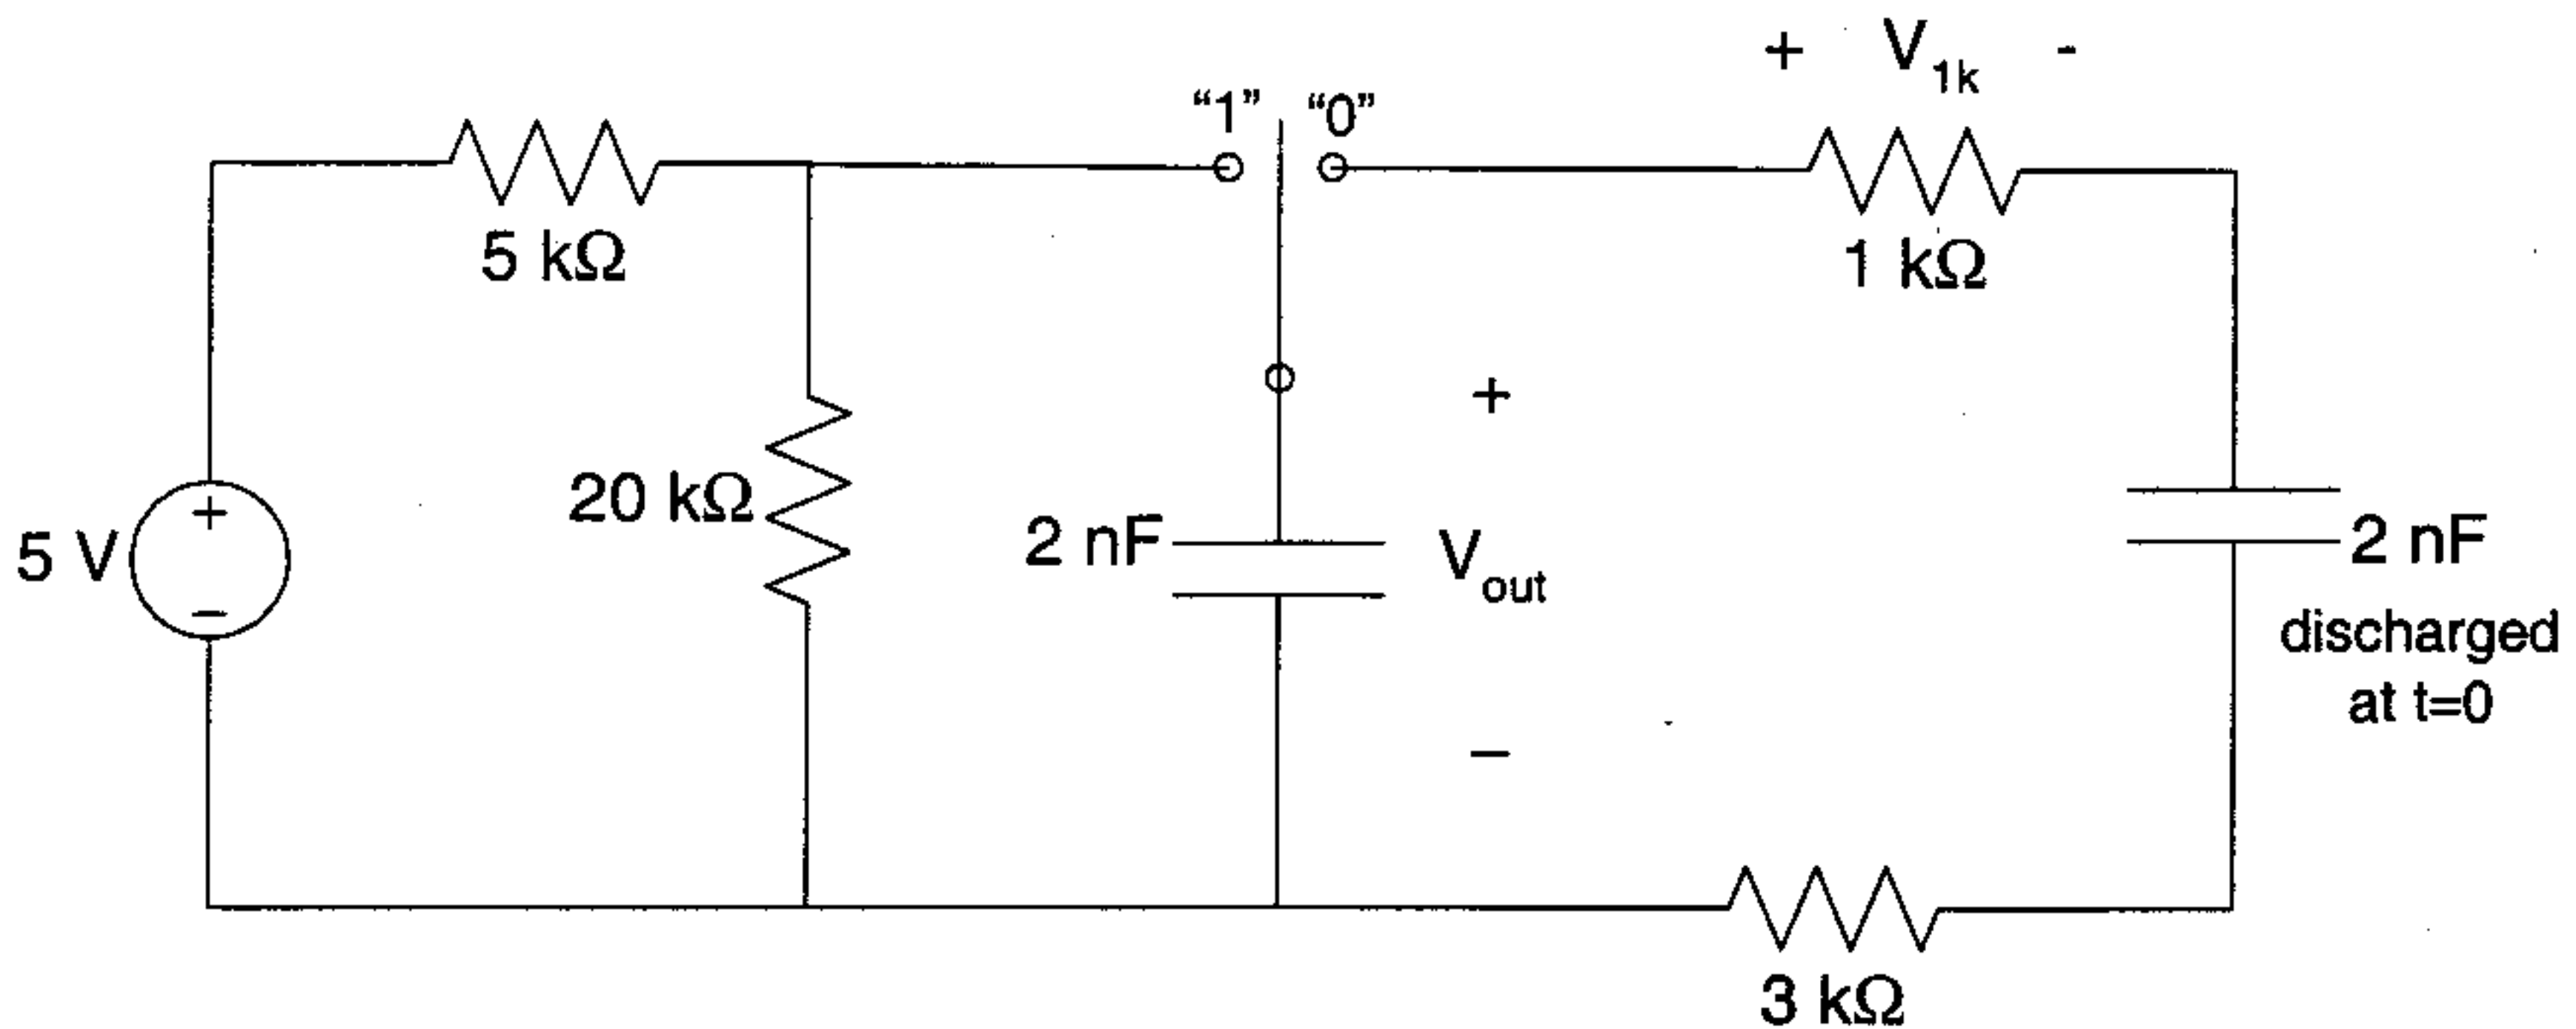 + V1k -
"1" "0"
5 kΩ
1 kΩ
+
20 kΩ
5 V
+
−
2 nF
Vout
−
2 nF
discharged
at t=0
3 kΩ